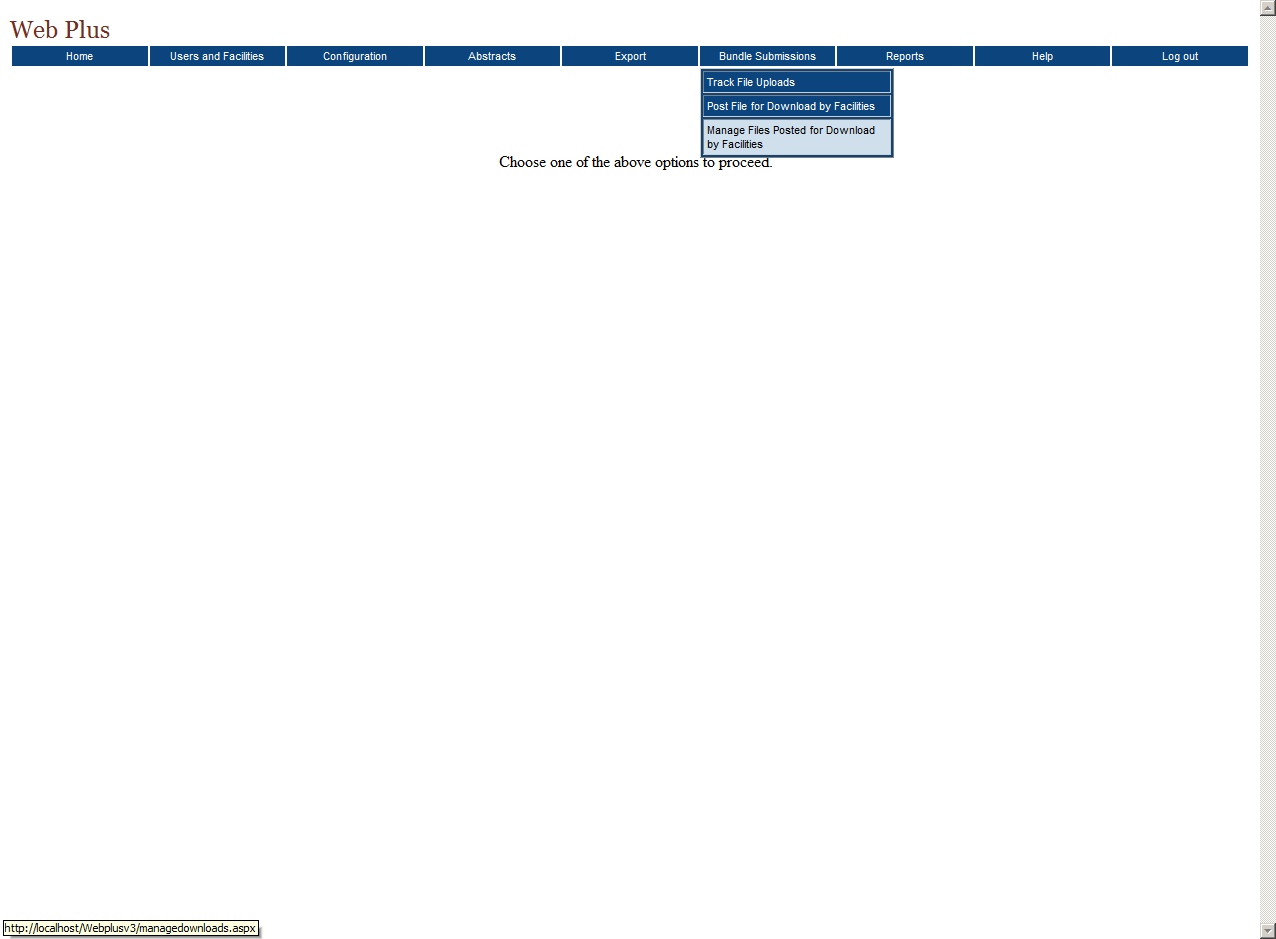 Web Plus
Home Users and Facilities Configuration Abstracts Export Bundle Submissions Reports Help Log out
Track File Uploads
Post File for Download by Facilities
Manage Files Posted for Download
by Facilities
Choose one of the above options to proceed.
http://localhost/Webplusv3/managedownloads.aspx